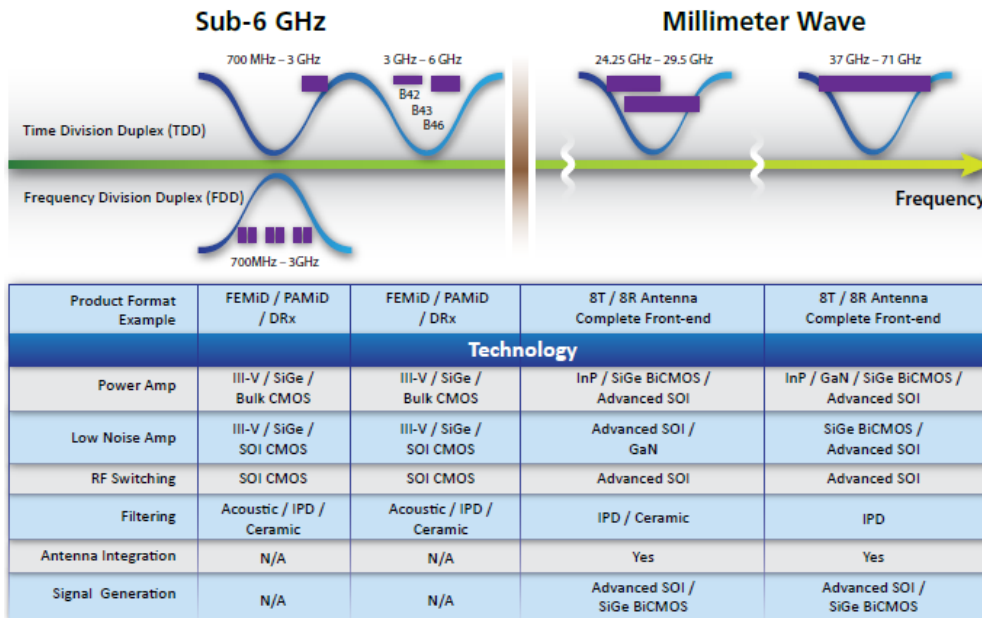 Sub-6 GHz
Millimeter Wave
700 MHz – 3 GHz
3 GHz – 6 GHz
24.25 GHz – 29.5 GHz
37 GHz – 71 GHz
B42
B43
B46
Time Division Duplex (TDD)
Frequency Division Duplex (FDD)
Frequency
700MHz – 3GHz
Product Format
Example
FEMiD / PAMiD
/ DRx
FEMiD / PAMiD
/ DRx
8T / 8R Antenna
Complete Front-end
8T / 8R Antenna
Complete Front-end
Technology
Power Amp
III-V / SiGe /
Bulk CMOS
III-V / SiGe /
Bulk CMOS
InP / SiGe BiCMOS /
Advanced SOI
InP / GaN / SiGe BiCMOS /
Advanced SOI
Low Noise Amp
III-V / SiGe /
SOI CMOS
III-V / SiGe /
SOI CMOS
Advanced SOI /
GaN
SiGe BiCMOS /
Advanced SOI
RF Switching
SOI CMOS
SOI CMOS
Advanced SOI
Advanced SOI
Filtering
Acoustic / IPD /
Ceramic
Acoustic / IPD /
Ceramic
IPD / Ceramic
IPD
Antenna Integration
N/A
N/A
Yes
Yes
Signal Generation
N/A
N/A
Advanced SOI /
SiGe BiCMOS
Advanced SOI /
SiGe BiCMOS